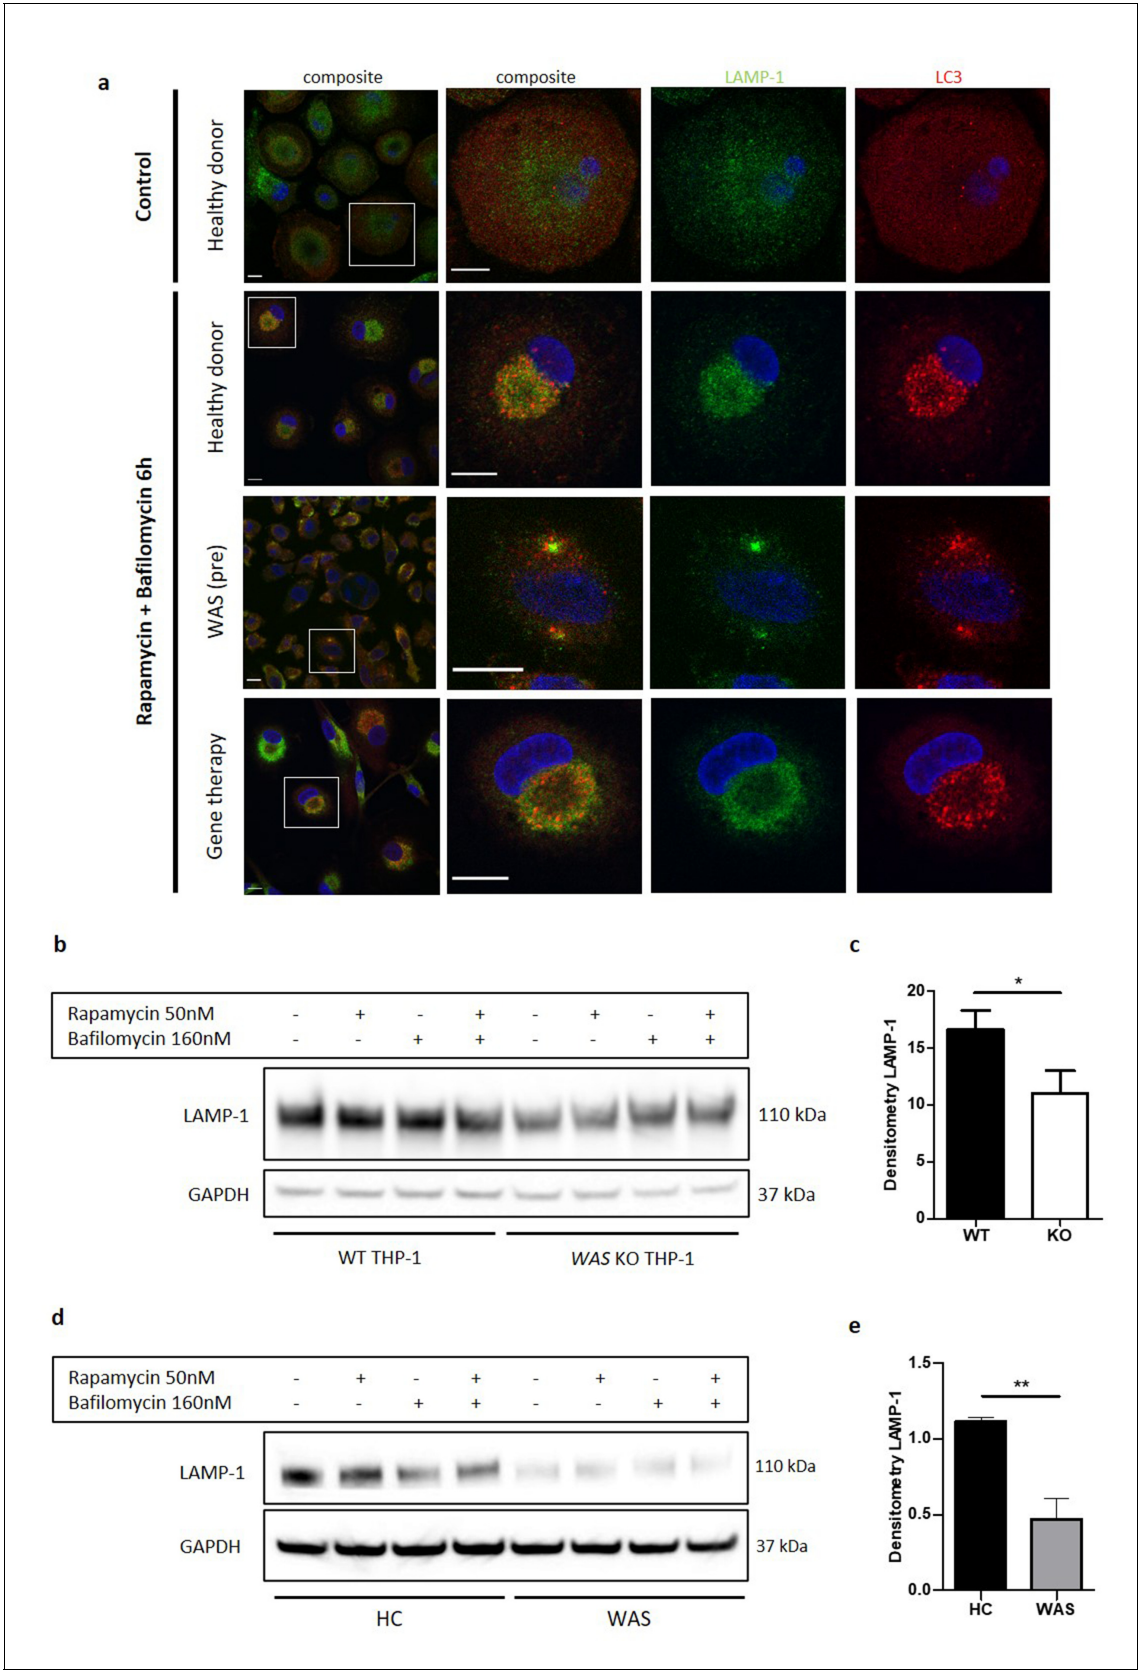 a
composite composite LAMP-1 LC3
Control
Healthy donor
Rapamycin + Bafilomycin 6h
Healthy donor
WAS (pre)
Gene therapy
b
Rapamycin 50nM - + - + - + - +
Bafilomycin 160nM - - + + - - + +
LAMP-1 110 kDa
GAPDH 37 kDa
WT THP-1 WAS KO THP-1
c
Densitometry LAMP-1
*
20
15
10
5
0
WT KO
d
Rapamycin 50nM - + - + - + - +
Bafilomycin 160nM - - + + - - + +
LAMP-1 110 kDa
GAPDH 37 kDa
HC WAS
e
Densitometry LAMP-1
**
1.5
1.0
0.5
0.0
HC WAS